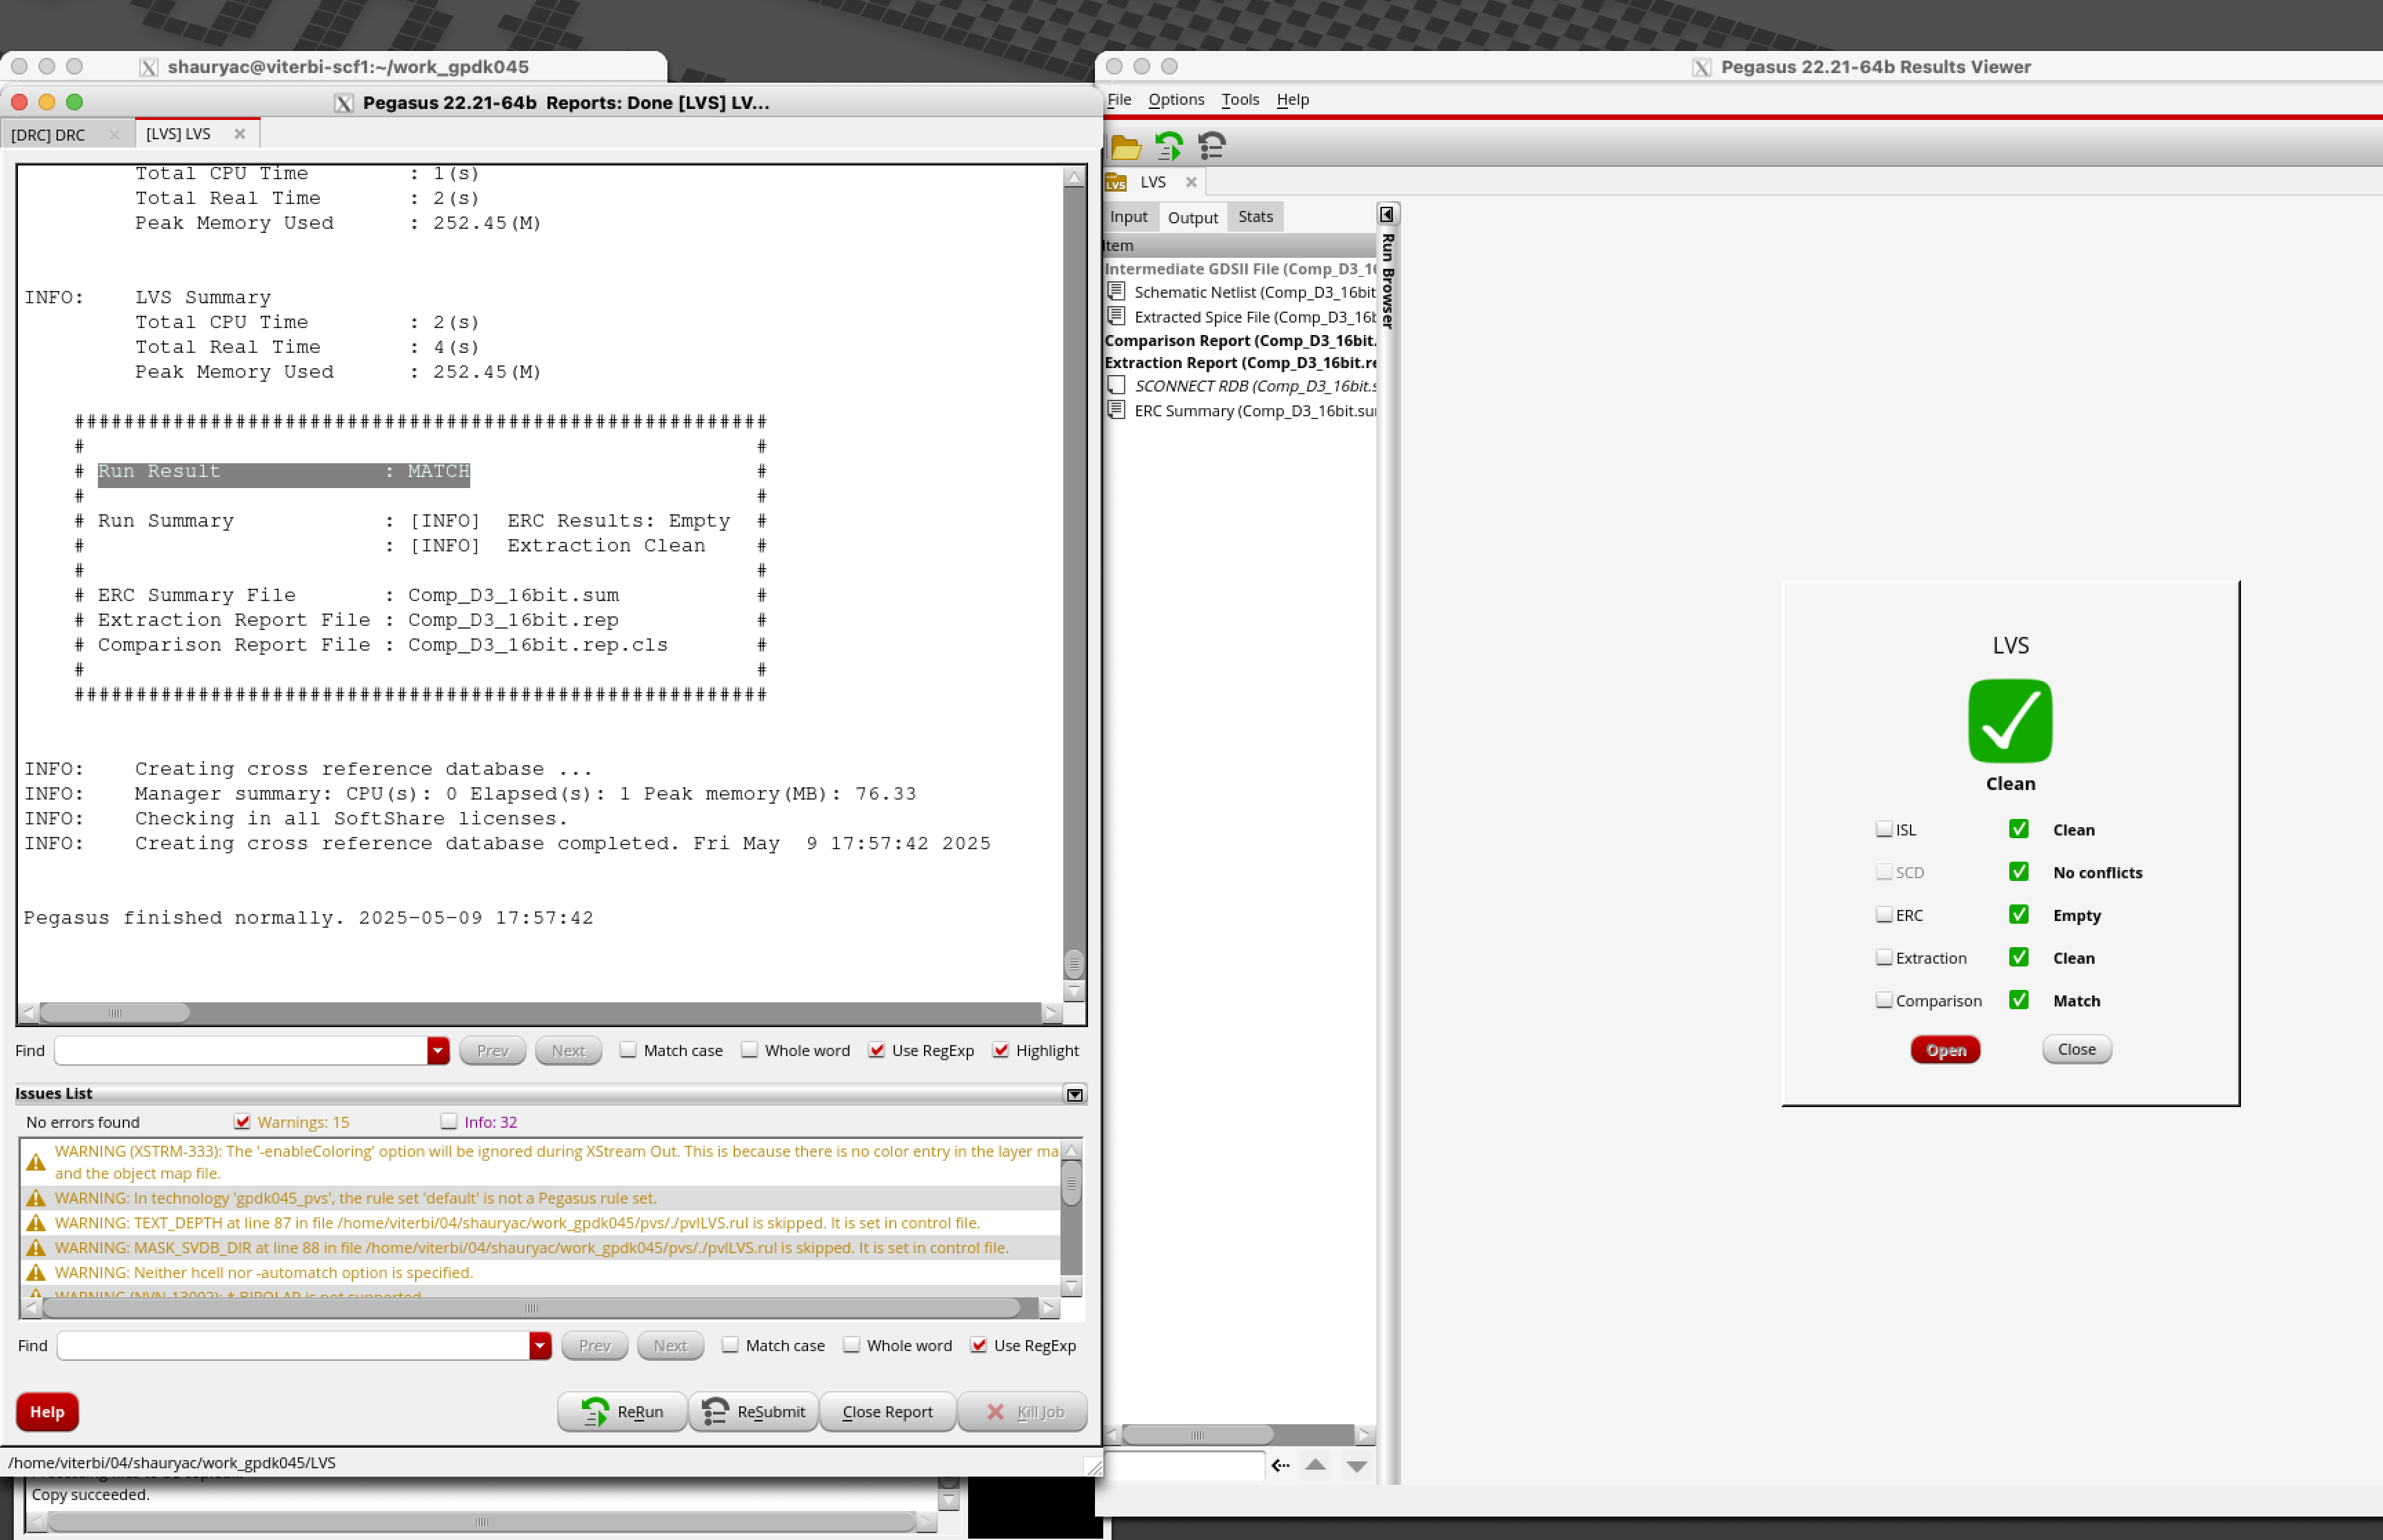 shauryac@viterbi-scf1:~/work_gpdk045
Pegasus 22.21-64b Reports: Done [LVS] LV...
[DRC] DRC
[LVS] LVS
Total CPU Time : 1(s)
Total Real Time : 2(s)
Peak Memory Used : 252.45(M)
INFO: LVS Summary
Total CPU Time : 2(s)
Total Real Time : 4(s)
Peak Memory Used : 252.45(M)
########################################################
# #
# Run Result : MATCH #
# #
# Run Summary : [INFO] ERC Results: Empty #
# : [INFO] Extraction Clean #
# #
# ERC Summary File : Comp_D3_16bit.sum #
# Extraction Report File : Comp_D3_16bit.rep #
# Comparison Report File : Comp_D3_16bit.rep.cls #
# #
########################################################
INFO: Creating cross reference database ...
INFO: Manager summary: CPU(s): 0 Elapsed(s): 1 Peak memory(MB): 76.33
INFO: Checking in all SoftShare licenses.
INFO: Creating cross reference database completed. Fri May 9 17:57:42 2025
Pegasus finished normally. 2025-05-09 17:57:42
Find Prev Next Match case Whole word Use RegExp Highlight
Issues List
No errors found Warnings: 15 Info: 32
WARNING (XSTRM-333): The '-enableColoring' option will be ignored during XStream Out. This is because there is no color entry in the layer ma
and the object map file.
WARNING: In technology 'gpdk045_pvs', the rule set 'default' is not a Pegasus rule set.
WARNING: TEXT_DEPTH at line 87 in file /home/viterbi/04/shauryac/work_gpdk045/pvs/./pvlLVS.rul is skipped. It is set in control file.
WARNING: MASK_SVDB_DIR at line 88 in file /home/viterbi/04/shauryac/work_gpdk045/pvs/./pvlLVS.rul is skipped. It is set in control file.
WARNING: Neither hcell nor -automatch option is specified.
WARNING (NVN-13002): * BIPOLAR is not supported
Find Prev Next Match case Whole word Use RegExp
Help ReRun ReSubmit Close Report Kill Job
/home/viterbi/04/shauryac/work_gpdk045/LVS
Copy succeeded.
Pegasus 22.21-64b Results Viewer
File Options Tools Help
LVS LVS
Input Output Stats
Item
Intermediate GDSII File (Comp_D3_16
Schematic Netlist (Comp_D3_16bit
Extracted Spice File (Comp_D3_16b
Comparison Report (Comp_D3_16bit.
Extraction Report (Comp_D3_16bit.re
SCONNECT RDB (Comp_D3_16bit.s
ERC Summary (Comp_D3_16bit.su
Run Browser
LVS
Clean
ISL Clean
SCD No conflicts
ERC Empty
Extraction Clean
Comparison Match
Open Close